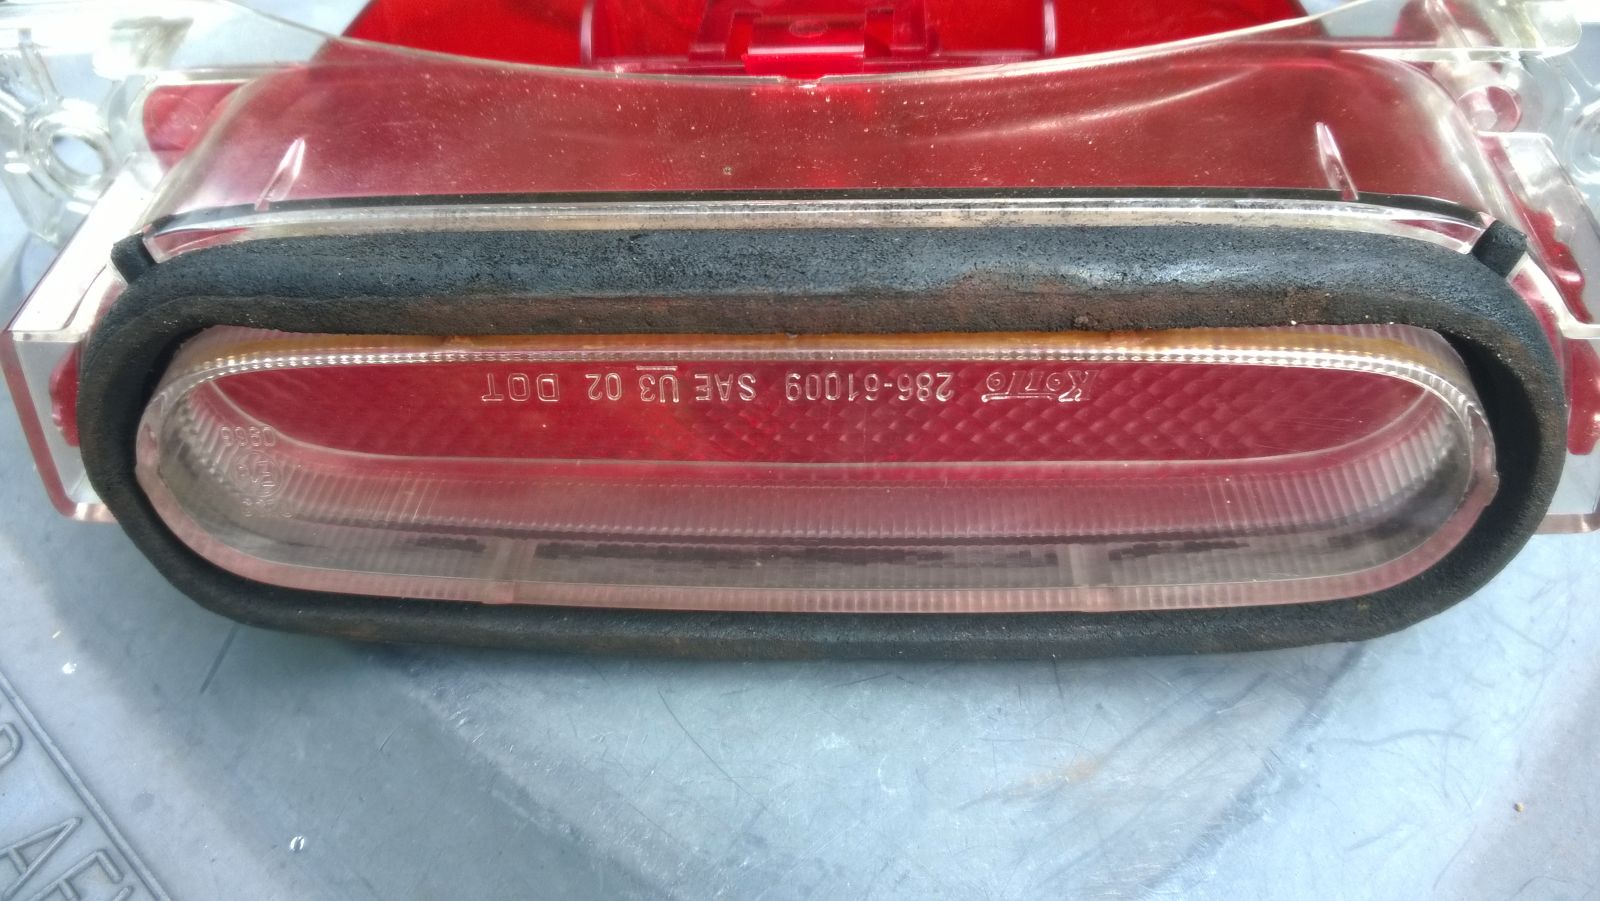 Koito 286-61009 SAE U3 02 DOT